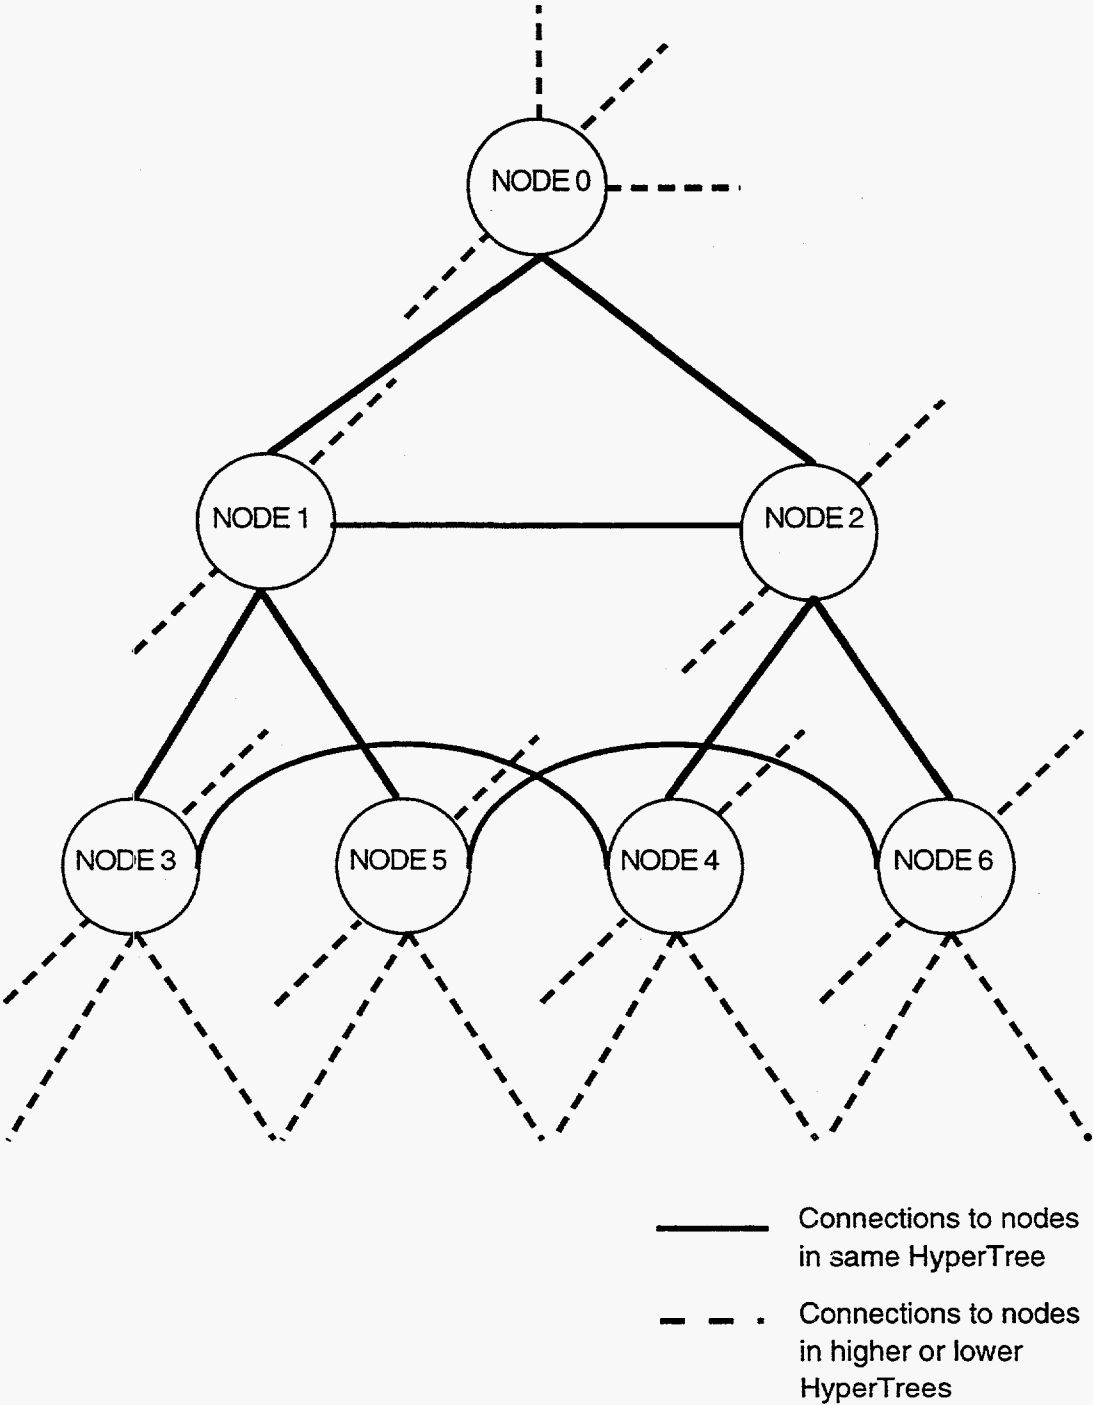 NODE 0
NODE 1
NODE 2
NODE 3
NODE 5
NODE 4
NODE 6
Connections to nodes
in same HyperTree
Connections to nodes
in higher or lower
HyperTrees